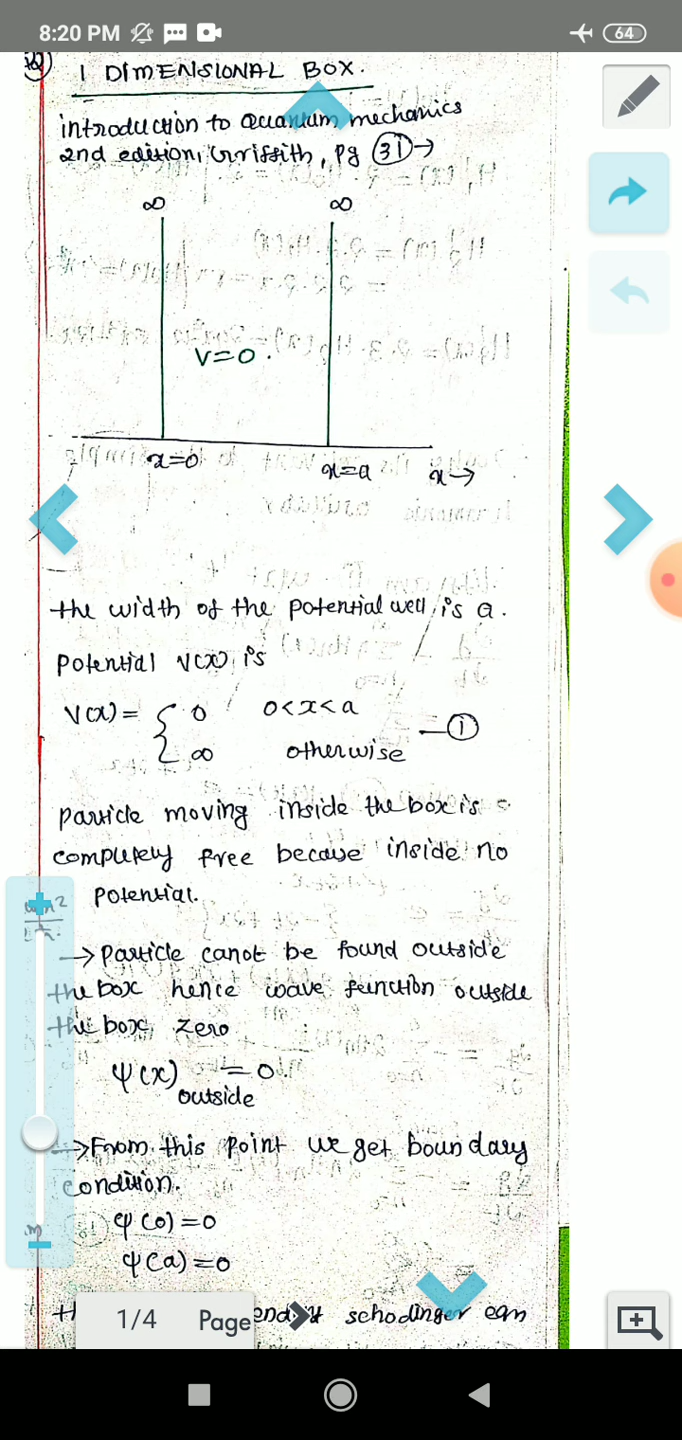 8:20 PM
64
1 DIMENSIONAL BOX.
introduction to Quantum mechanics
2nd edition, Griffith, pg 31→
∞ ∞
V=0.
x=0 x=a x→
the width of the potential well is a.
Potential V(x) is
V(x) = { 0 0<x<a
∞ otherwise —①
particle moving inside the box is
completely free because inside no
potential.
→ Particle canot be found outside
the box hence wave function outside
the box, zero
ψ(x) outside = 0
→ From this point we get boundary
condition.
ψ(0)=0
ψ(a)=0
schodinger eqn
1/4 Page